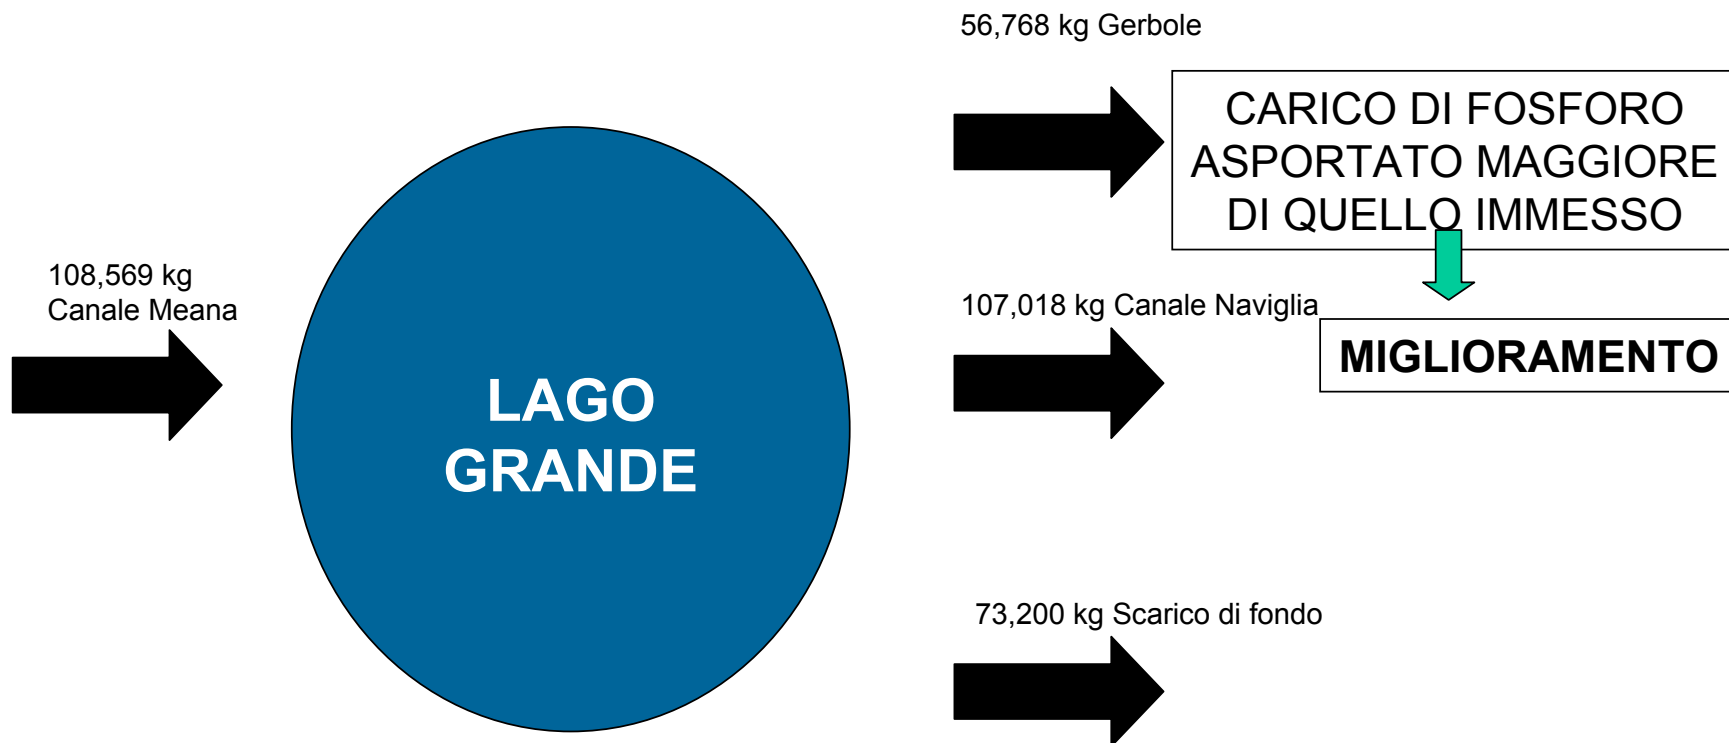 56,768 kg Gerbole
CARICO DI FOSFORO
ASPORTATO MAGGIORE
DI QUELLO IMMESSO
108,569 kg
Canale Meana
107,018 kg Canale Naviglia
MIGLIORAMENTO
LAGO
GRANDE
73,200 kg Scarico di fondo